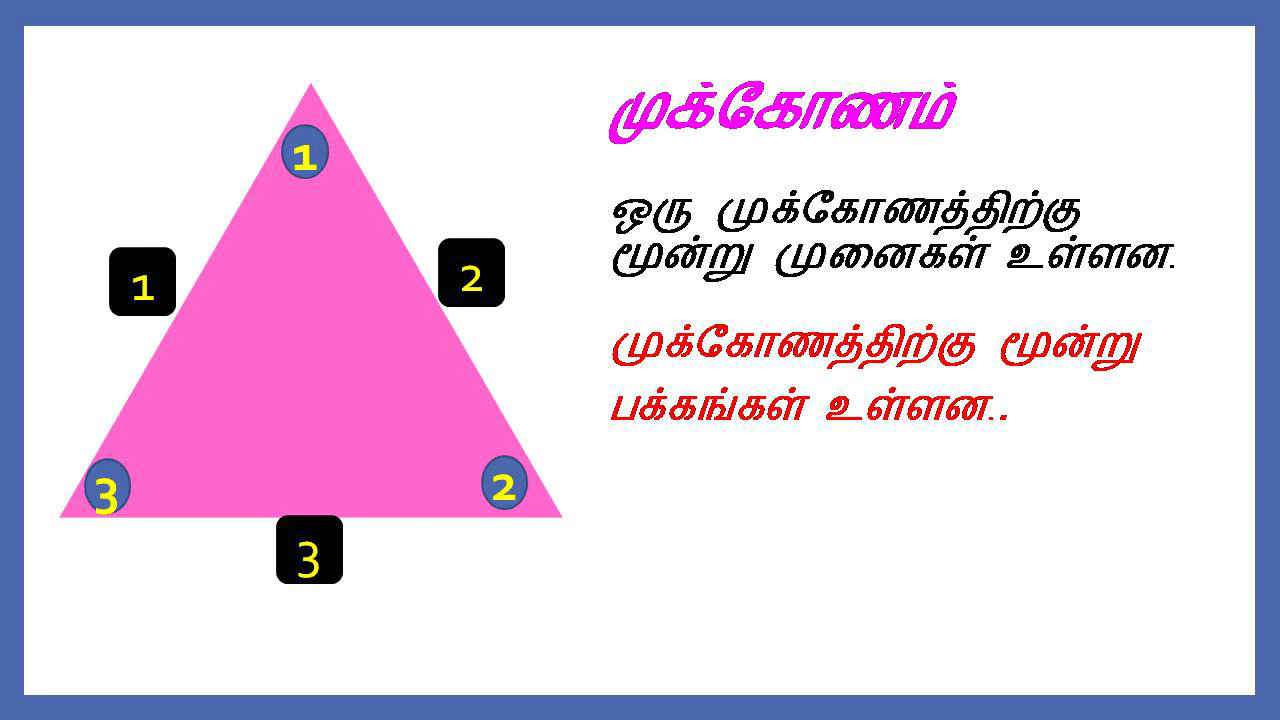 முக்கோணம்
ஒரு முக்கோணத்திற்கு
மூன்று முனைகள் உள்ளன.
முக்கோணத்திற்கு மூன்று
பக்கங்கள் உள்ளன..
1
1
2
3
2
3